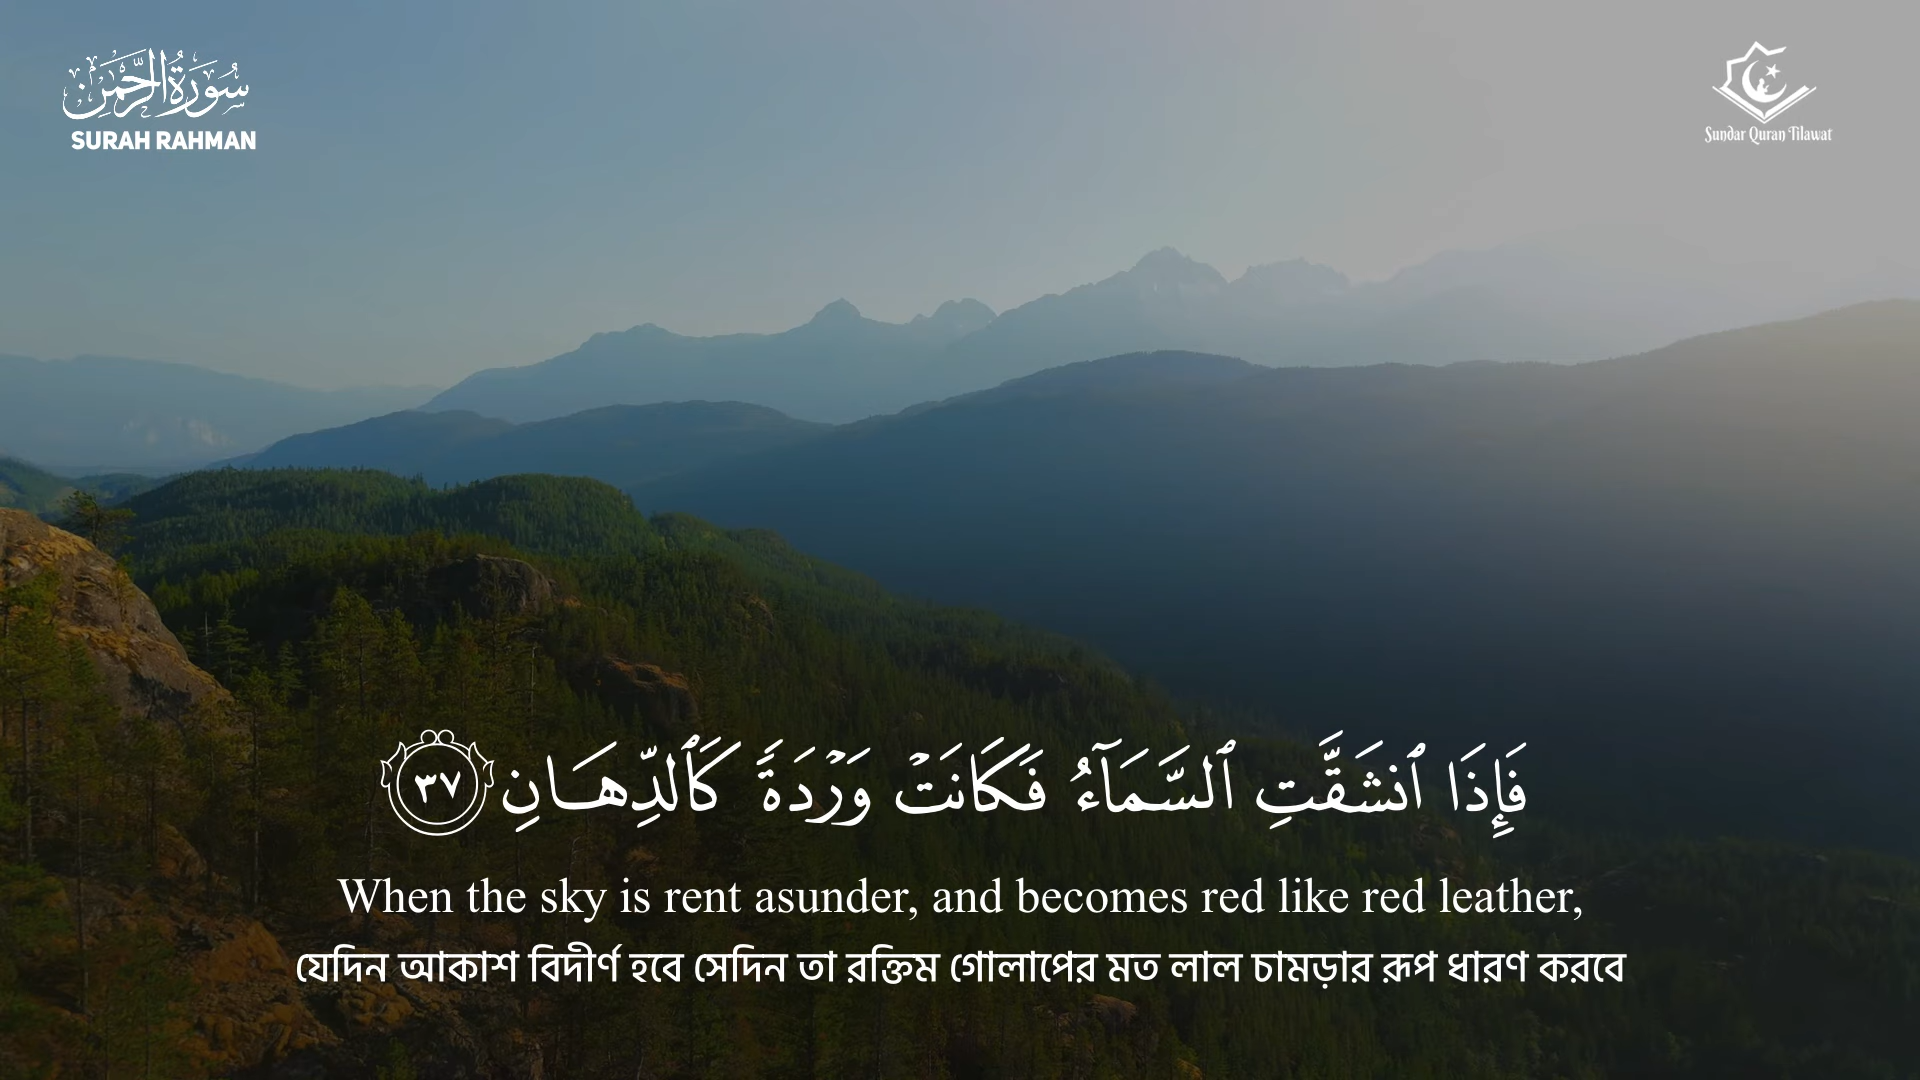 سُورَةُ الرَّحْمَٰن
SURAH RAHMAN
Sundar Quran Tilawat
فَإِذَا ٱنشَقَّتِ ٱلسَّمَآءُ فَكَانَتْ وَرْدَةً كَٱلدِّهَانِ ٣٧
When the sky is rent asunder, and becomes red like red leather,
যেদিন আকাশ বিদীর্ণ হবে সেদিন তা রক্তিম গোলাপের মত লাল চামড়ার রূপ ধারণ করবে